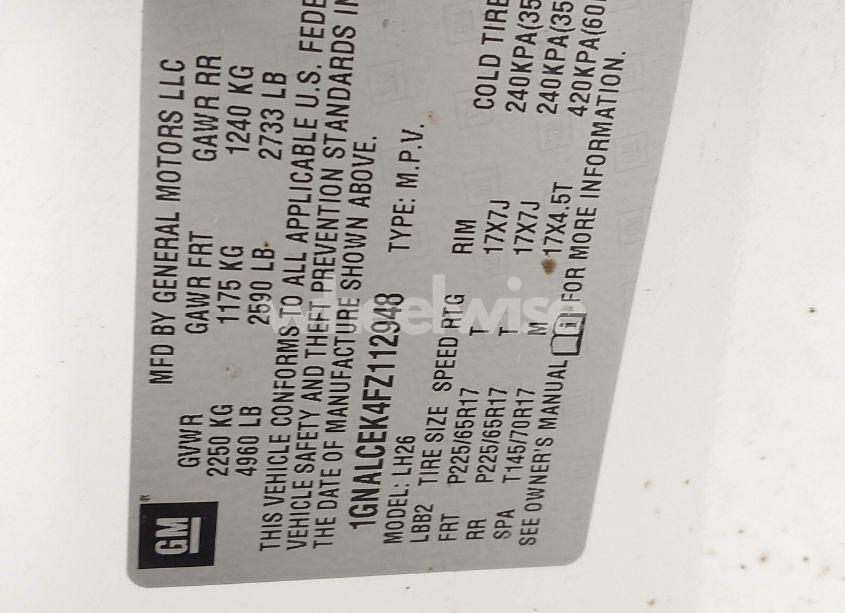 GM ®
MFD BY GENERAL MOTORS LLC
GVWR GAWR FRT GAWR RR
2250 KG 1175 KG 1240 KG
4960 LB 2590 LB 2733 LB
THIS VEHICLE CONFORMS TO ALL APPLICABLE U.S. FEDE
VEHICLE SAFETY AND THEFT PREVENTION STANDARDS IN
THE DATE OF MANUFACTURE SHOWN ABOVE.
1GNALCEK4FZ112948 TYPE: M.P.V.
MODEL: LH26
LBB2 TIRE SIZE SPEED RTG RIM COLD TIRE
FRT P225/65R17 T 17X7J 240KPA(35
RR P225/65R17 T 17X7J 240KPA(35
SPA T145/70R17 M 17X4.5T 420KPA(60
SEE OWNER'S MANUAL FOR MORE INFORMATION.
wheelwise